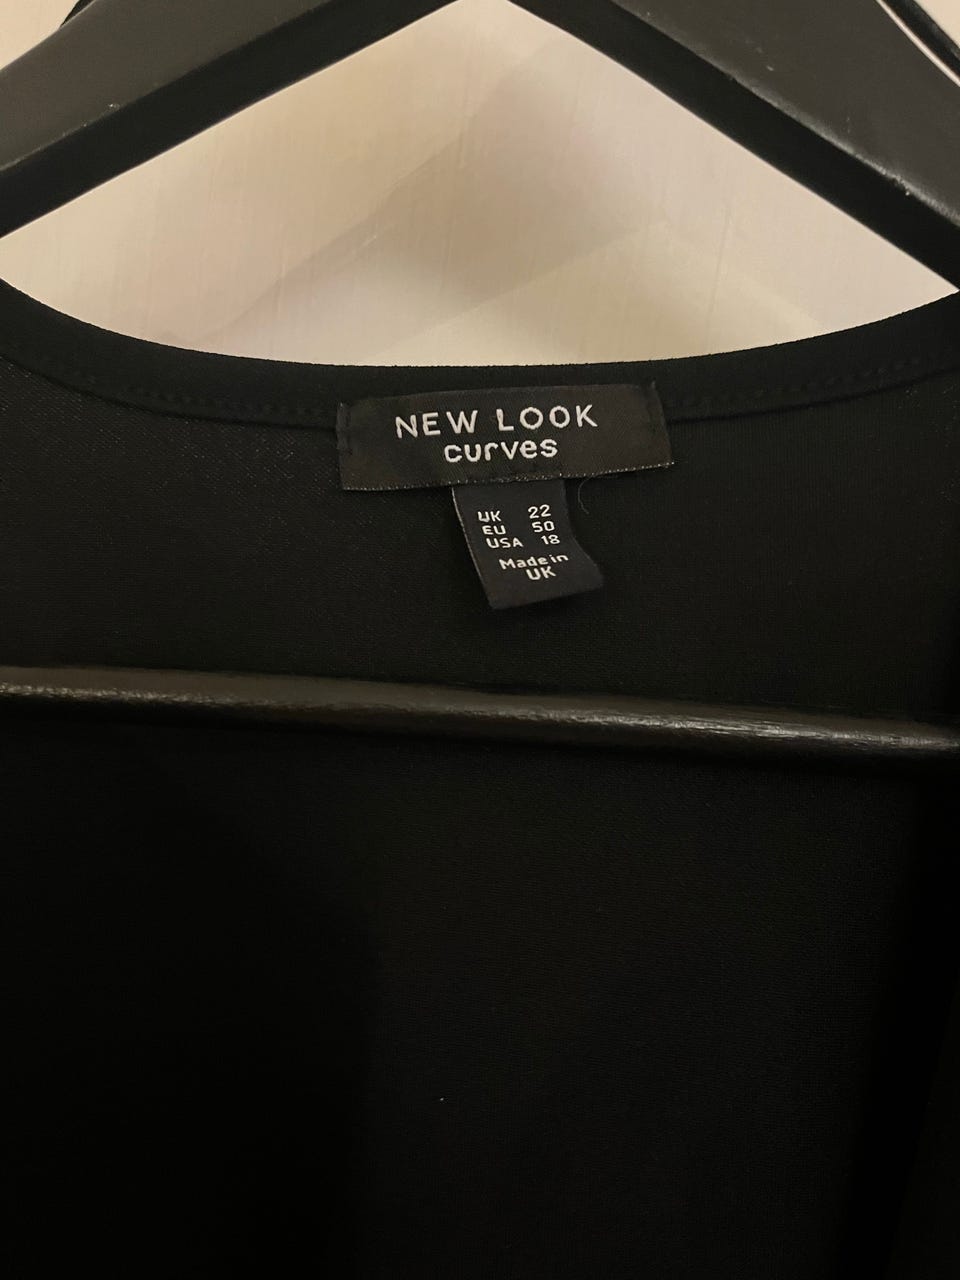 NEW LOOK
curves
UK 22
EU 50
USA 18
Made in
UK